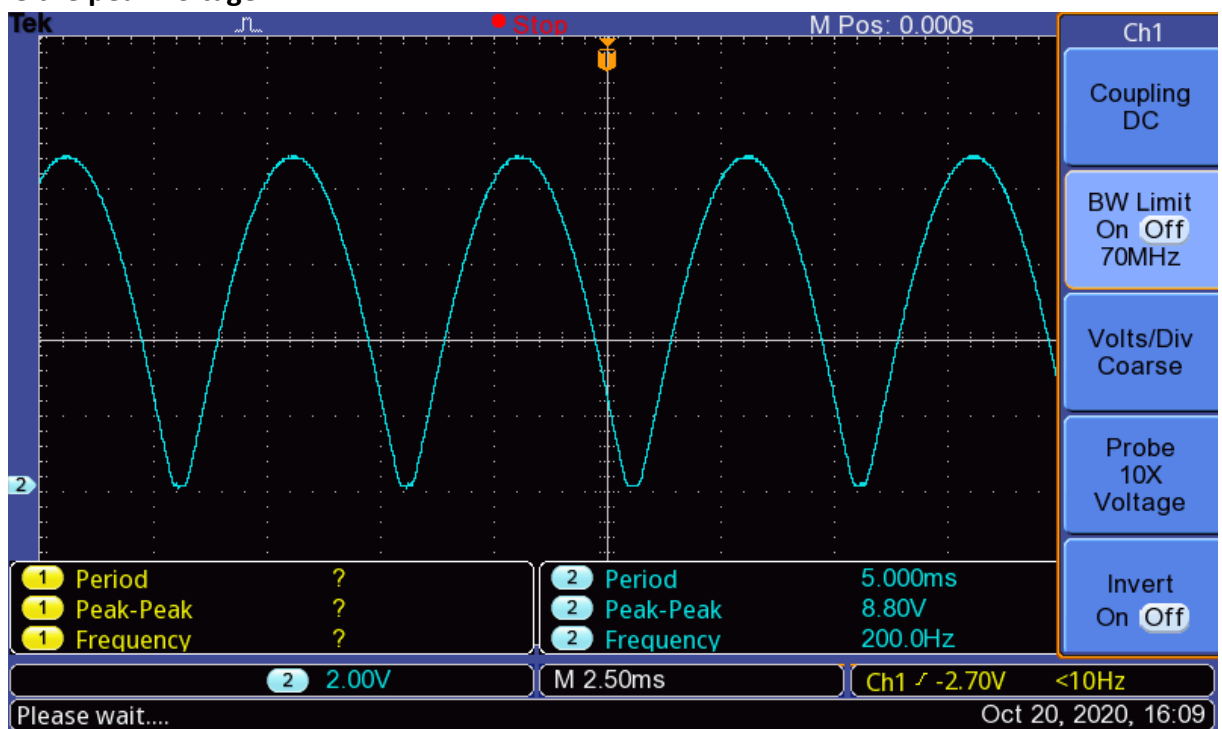 Tek Stop M Pos: 0.000s
Ch1
Coupling
DC
BW Limit
On Off
70MHz
Volts/Div
Coarse
Probe
10X
Voltage
Invert
On Off
2
1 Period ?
1 Peak-Peak ?
1 Frequency ?
2 Period 5.000ms
2 Peak-Peak 8.80V
2 Frequency 200.0Hz
2 2.00V
M 2.50ms
Ch1 -2.70V <10Hz
Please wait....
Oct 20, 2020, 16:09